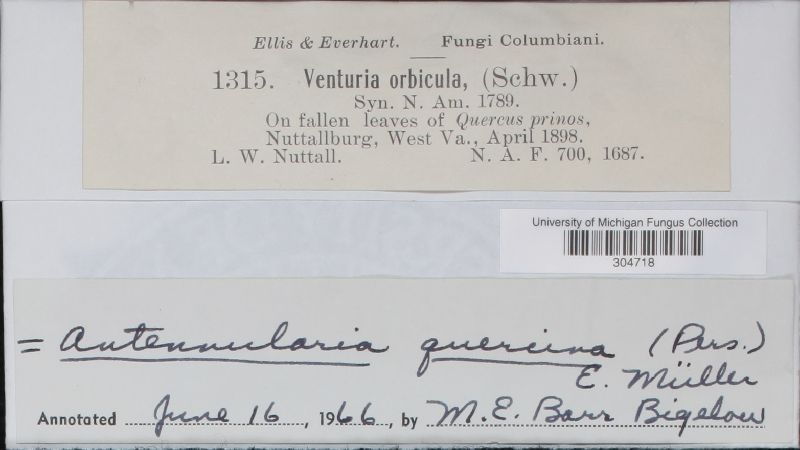 Ellis & Everhart. Fungi Columbiani.
1315. Venturia orbicula, (Schw.)
Syn. N. Am. 1789.
On fallen leaves of Quercus prinos,
Nuttallburg, West Va., April 1898.
L. W. Nuttall. N. A. F. 700, 1687.
University of Michigan Fungus Collection
304718
= Antennularia quercina (Pers.)
E. Müller
Annotated June 16, 1966, by M.E. Barr Bigelow